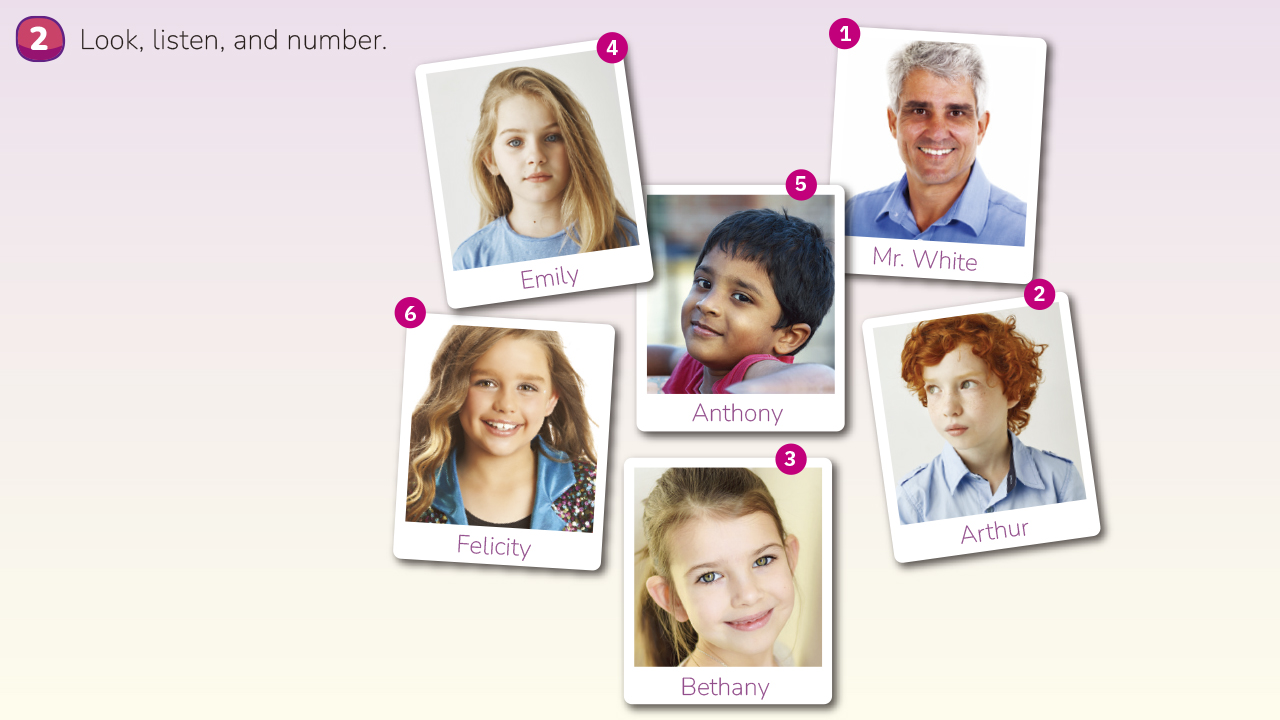 2 Look, listen, and number.
4
Emily
1
Mr. White
5
Anthony
2
Arthur
6
Felicity
3
Bethany